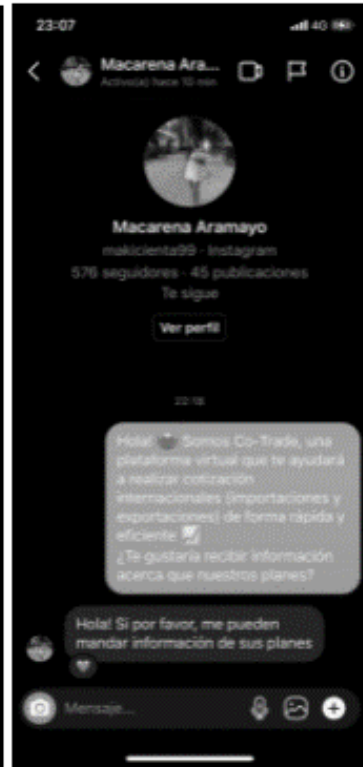 23:07
4G
Macarena Ara...
Activo(a) hace 10 min
Macarena Aramayo
makicienta99 · Instagram
576 seguidores · 45 publicaciones
Te sigue
Ver perfil
22:18
Hola! Somos Co-Trade, una
plataforma virtual que te ayudará
a realizar cotización
internacionales (importaciones y
exportaciones) de forma rápida y
eficiente
¿Te gustaría recibir información
acerca que nuestros planes?
Hola! Si por favor, me pueden
mandar información de sus planes
Mensaje...